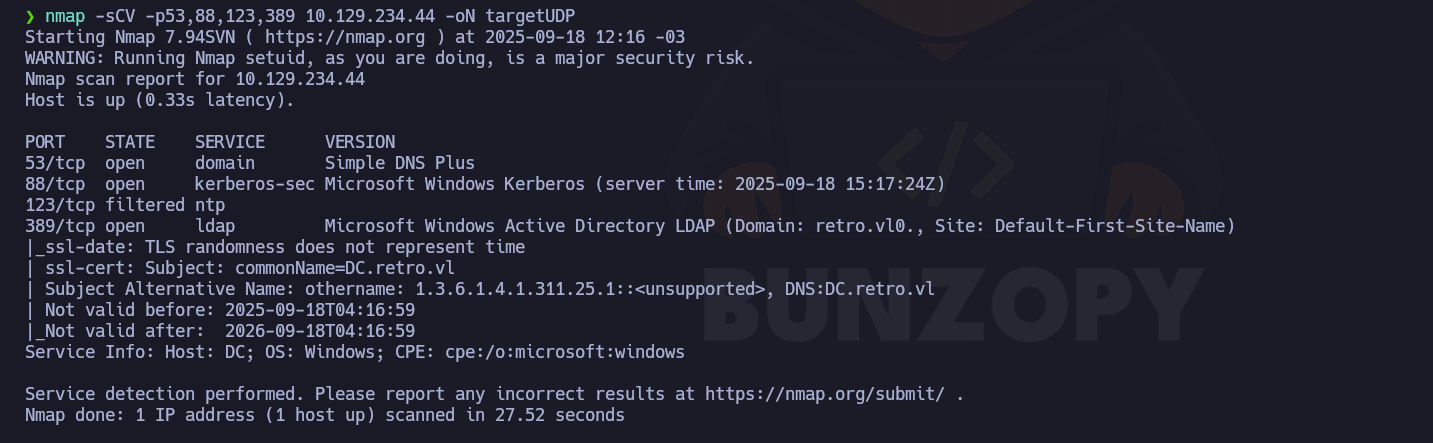 ❯ nmap -sCV -p53,88,123,389 10.129.234.44 -oN targetUDP
Starting Nmap 7.94SVN ( https://nmap.org ) at 2025-09-18 12:16 -03
WARNING: Running Nmap setuid, as you are doing, is a major security risk.
Nmap scan report for 10.129.234.44
Host is up (0.33s latency).

PORT    STATE    SERVICE      VERSION
53/tcp  open     domain       Simple DNS Plus
88/tcp  open     kerberos-sec Microsoft Windows Kerberos (server time: 2025-09-18 15:17:24Z)
123/tcp filtered ntp
389/tcp open     ldap         Microsoft Windows Active Directory LDAP (Domain: retro.vl0., Site: Default-First-Site-Name)
|_ssl-date: TLS randomness does not represent time
| ssl-cert: Subject: commonName=DC.retro.vl
| Subject Alternative Name: othername: 1.3.6.1.4.1.311.25.1::<unsupported>, DNS:DC.retro.vl
| Not valid before: 2025-09-18T04:16:59
|_Not valid after:  2026-09-18T04:16:59
Service Info: Host: DC; OS: Windows; CPE: cpe:/o:microsoft:windows

Service detection performed. Please report any incorrect results at https://nmap.org/submit/ .
Nmap done: 1 IP address (1 host up) scanned in 27.52 seconds
</>
BUNZOPY